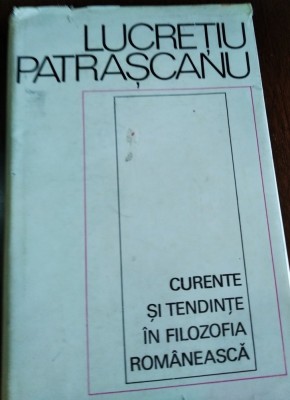 LUCREȚIU
PATRAȘCANU
CURENTE
ȘI TENDINȚE
ÎN FILOZOFIA
ROMÂNEASCĂ